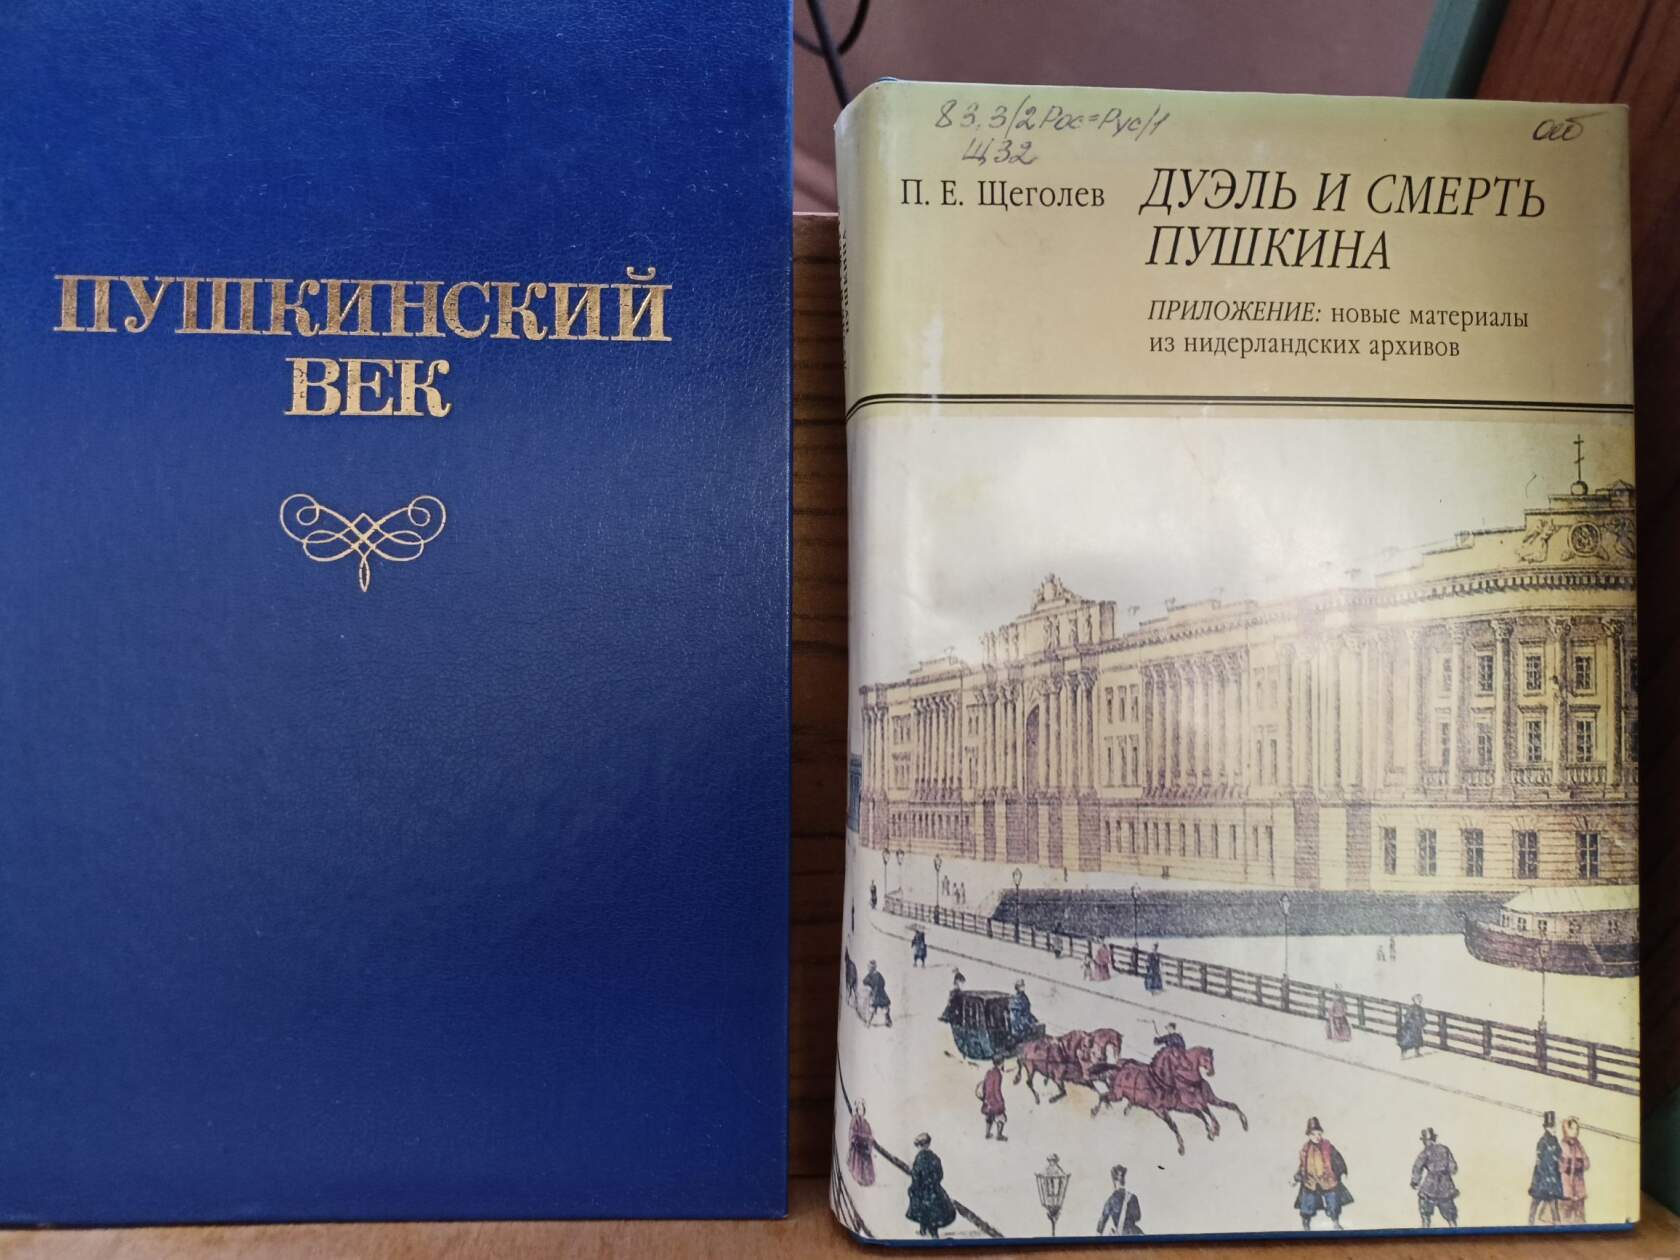 ПУШКИНСКИЙ
ВЕК
83.3/2Рос=Рус/1
Щ32
П. Е. Щеголев
ДУЭЛЬ И СМЕРТЬ
ПУШКИНА
ПРИЛОЖЕНИЕ: новые материалы
из нидерландских архивов